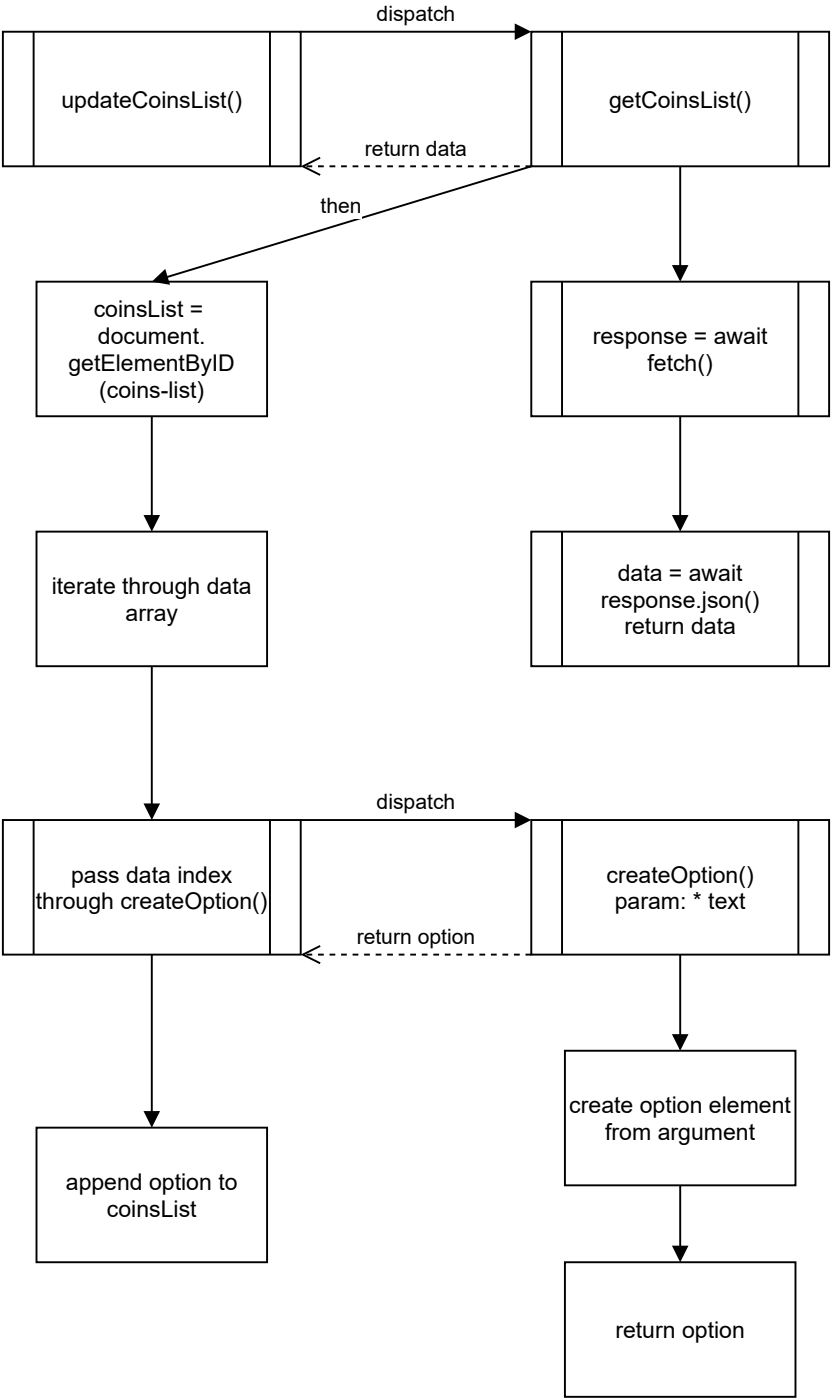 dispatch
updateCoinsList()
getCoinsList()
return data
then
coinsList =
document.
getElementByID
(coins-list)
response = await
fetch()
iterate through data
array
data = await
response.json()
return data
dispatch
pass data index
through createOption()
createOption()
param: * text
return option
create option element
from argument
append option to
coinsList
return option